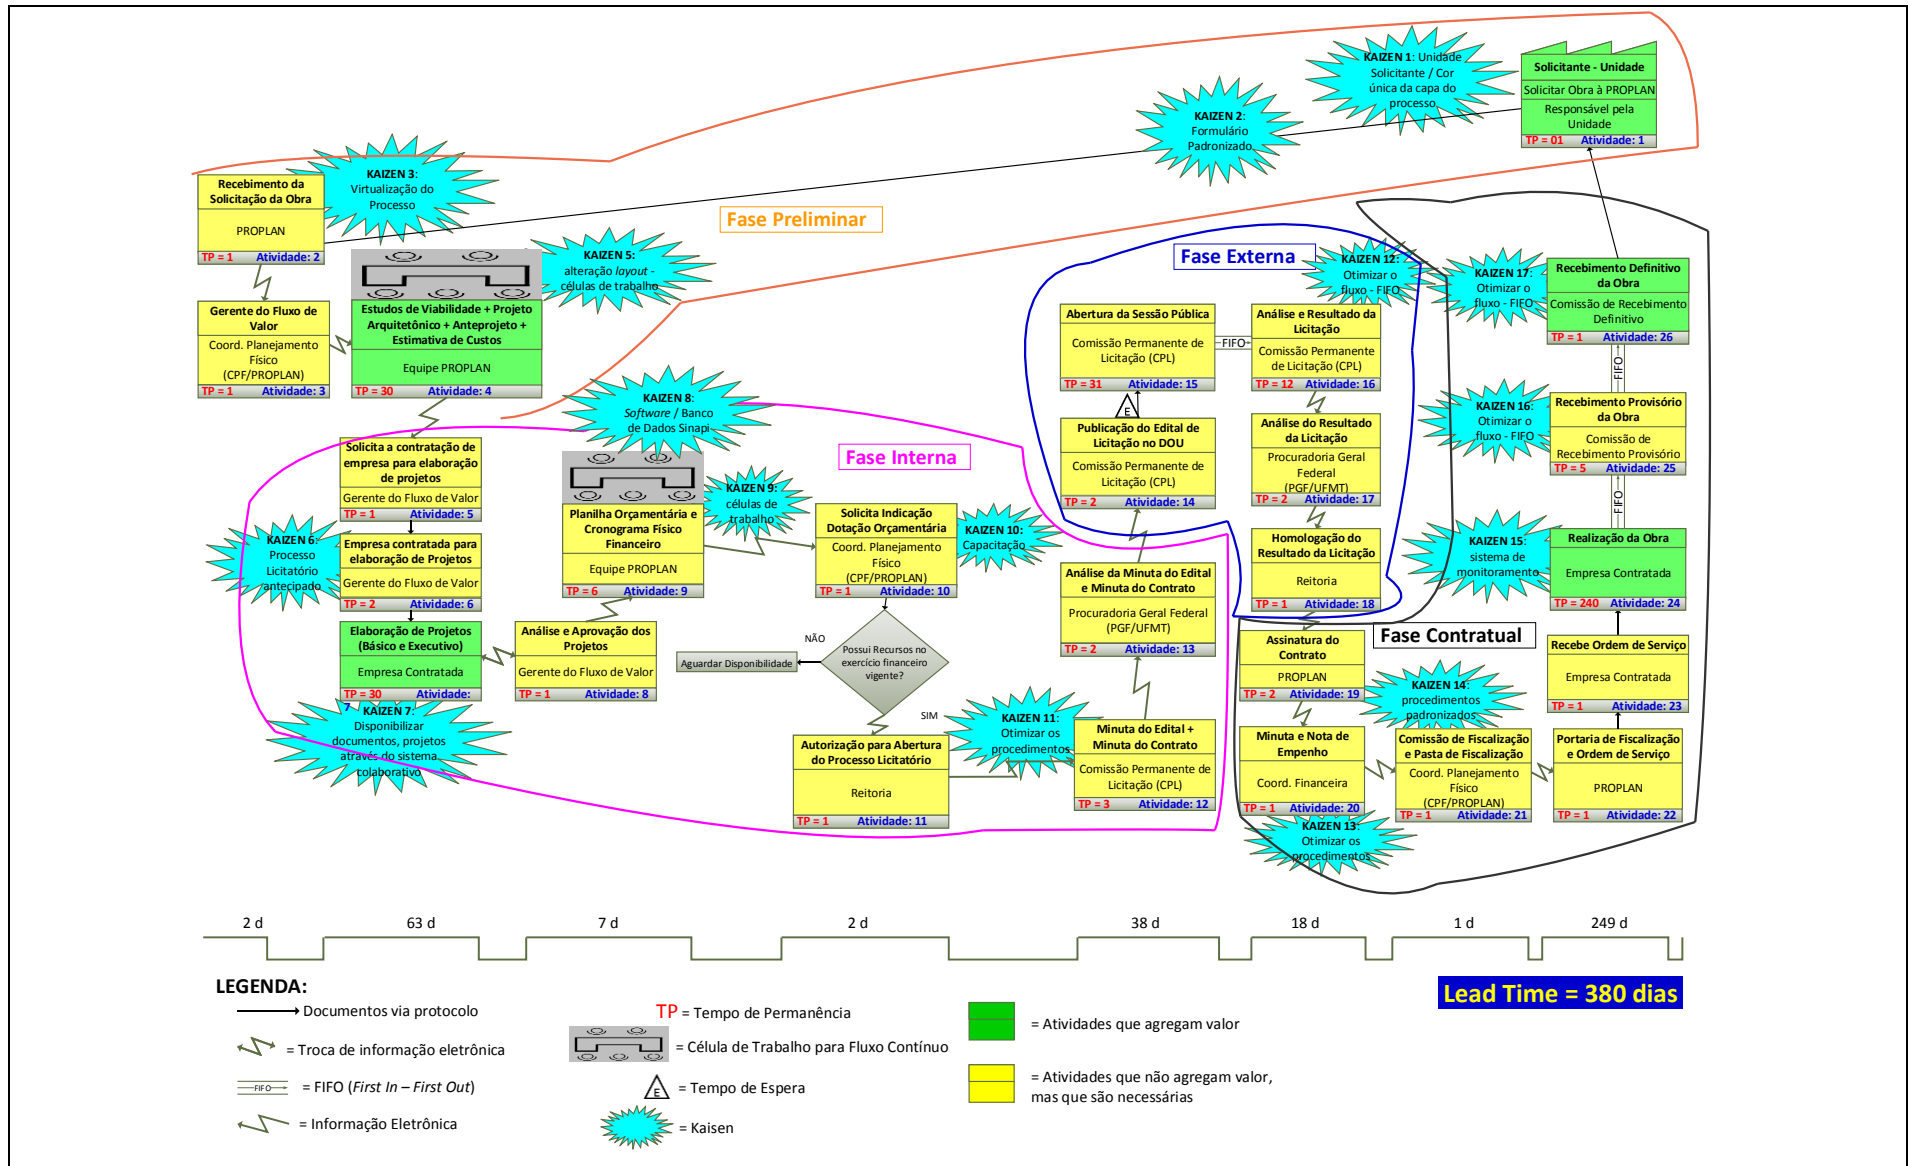 KAIZEN 1: Unidade
Solicitante / Cor
única da capa do
processo
Solicitante - Unidade
Solicitar Obra à PROPLAN
Responsável pela
Unidade
TP = 01 Atividade: 1
KAIZEN 2:
Formulário
Padronizado
KAIZEN 3:
Virtualização do
Processo
Recebimento da
Solicitação da Obra
PROPLAN
TP = 1 Atividade: 2
Fase Preliminar
Gerente do Fluxo de
Valor
Coord. Planejamento
Físico
(CPF/PROPLAN)
TP = 1 Atividade: 3
KAIZEN 5:
alteração layout -
células de trabalho
Estudos de Viabilidade + Projeto
Arquitetônico + Anteprojeto +
Estimativa de Custos
Equipe PROPLAN
TP = 30 Atividade: 4
Solicita a contratação de
empresa para elaboração
de projetos
Gerente do Fluxo de Valor
TP = 1 Atividade: 5
KAIZEN 6:
Processo
Licitatório
antecipado
Empresa contratada para
elaboração de Projetos
Gerente do Fluxo de Valor
TP = 2 Atividade: 6
Elaboração de Projetos
(Básico e Executivo)
Empresa Contratada
TP = 30 Atividade:
7
KAIZEN 7:
Disponibilizar
documentos, projetos
através do sistema
colaborativo
Análise e Aprovação dos
Projetos
Gerente do Fluxo de Valor
TP = 1 Atividade: 8
KAIZEN 8:
Software / Banco
de Dados Sinapi
Fase Interna
Planilha Orçamentária e
Cronograma Físico
Financeiro
Equipe PROPLAN
TP = 6 Atividade: 9
KAIZEN 9:
células de
trabalho
Solicita Indicação
Dotação Orçamentária
Coord. Planejamento
Físico
(CPF/PROPLAN)
TP = 1 Atividade: 10
KAIZEN 10:
Capacitação
Possui Recursos no
exercício financeiro
vigente?
NÃO
Aguardar Disponibilidade
SIM
Autorização para Abertura
do Processo Licitatório
Reitoria
TP = 1 Atividade: 11
KAIZEN 11:
Otimizar os
procedimentos
Minuta do Edital +
Minuta do Contrato
Comissão Permanente de
Licitação (CPL)
TP = 3 Atividade: 12
Análise da Minuta do Edital
e Minuta do Contrato
Procuradoria Geral Federal
(PGF/UFMT)
TP = 2 Atividade: 13
Fase Externa
Publicação do Edital de
Licitação no DOU
Comissão Permanente de
Licitação (CPL)
TP = 2 Atividade: 14
E
Abertura da Sessão Pública
Comissão Permanente de
Licitação (CPL)
TP = 31 Atividade: 15
FIFO
KAIZEN 12:
Otimizar o
fluxo - FIFO
Análise e Resultado da
Licitação
Comissão Permanente de
Licitação (CPL)
TP = 12 Atividade: 16
Análise do Resultado
da Licitação
Procuradoria Geral
Federal
(PGF/UFMT)
TP = 2 Atividade: 17
Homologação do
Resultado da Licitação
Reitoria
TP = 1 Atividade: 18
Fase Contratual
Assinatura do
Contrato
PROPLAN
TP = 2 Atividade: 19
Minuta e Nota de
Empenho
Coord. Financeira
TP = 1 Atividade: 20
KAIZEN 13:
Otimizar os
procedimentos
KAIZEN 14:
procedimentos
padronizados
Comissão de Fiscalização
e Pasta de Fiscalização
Coord. Planejamento
Físico
(CPF/PROPLAN)
TP = 1 Atividade: 21
Portaria de Fiscalização
e Ordem de Serviço
PROPLAN
TP = 1 Atividade: 22
Recebe Ordem de Serviço
Empresa Contratada
TP = 1 Atividade: 23
KAIZEN 15:
sistema de
monitoramento
Realização da Obra
Empresa Contratada
TP = 240 Atividade: 24
FIFO
KAIZEN 16:
Otimizar o
fluxo - FIFO
Recebimento Provisório
da Obra
Comissão de
Recebimento Provisório
TP = 5 Atividade: 25
FIFO
KAIZEN 17:
Otimizar o
fluxo - FIFO
Recebimento Definitivo
da Obra
Comissão de Recebimento
Definitivo
TP = 1 Atividade: 26
2 d 63 d 7 d 2 d 38 d 18 d 1 d 249 d
Lead Time = 380 dias
LEGENDA:
Documentos via protocolo
= Troca de informação eletrônica
FIFO = FIFO (First In – First Out)
= Informação Eletrônica
TP = Tempo de Permanência
= Célula de Trabalho para Fluxo Contínuo
E = Tempo de Espera
= Kaisen
= Atividades que agregam valor
= Atividades que não agregam valor,
mas que são necessárias